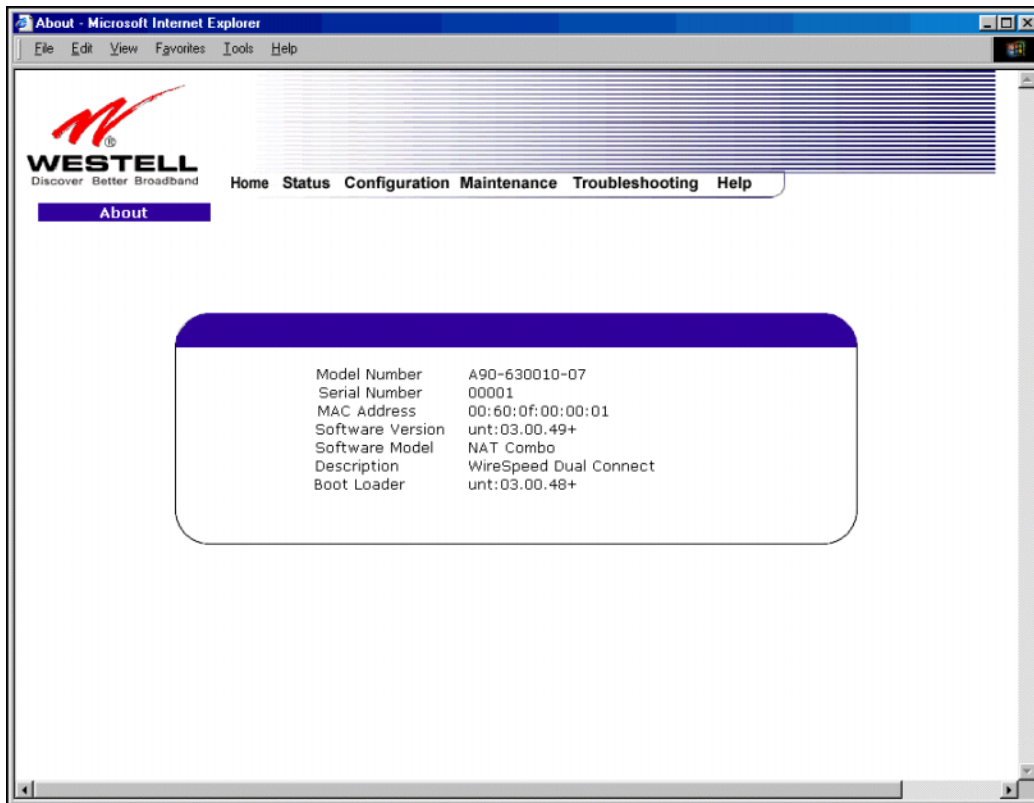 About - Microsoft Internet Explorer
File Edit View Favorites Tools Help
WESTELL
®
Discover Better Broadband
Home Status Configuration Maintenance Troubleshooting Help
About
Model Number A90-630010-07
Serial Number 00001
MAC Address 00:60:0f:00:00:01
Software Version unt:03.00.49+
Software Model NAT Combo
Description WireSpeed Dual Connect
Boot Loader unt:03.00.48+